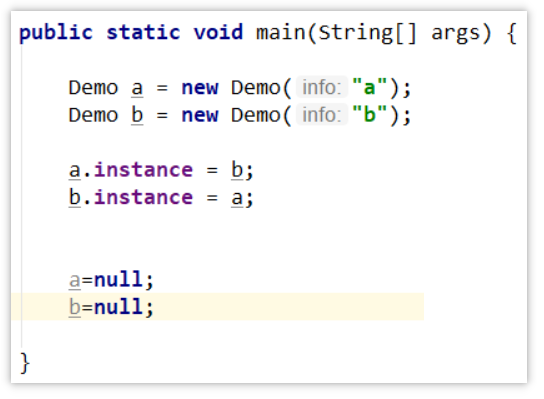 public static void main(String[] args) {
Demo a = new Demo( info: "a");
Demo b = new Demo( info: "b");
a.instance = b;
b.instance = a;
a=null;
b=null;
}